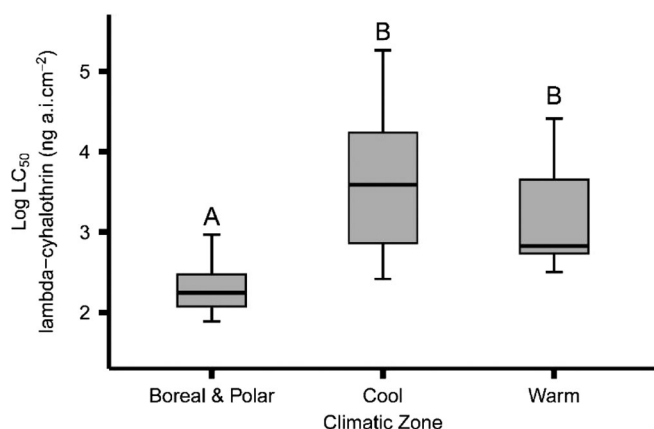 Log LC50
lambda−cyhalothrin (ng a.i.cm−2)
5
4
3
2
A
B
B
Boreal & Polar
Cool
Warm
Climatic Zone